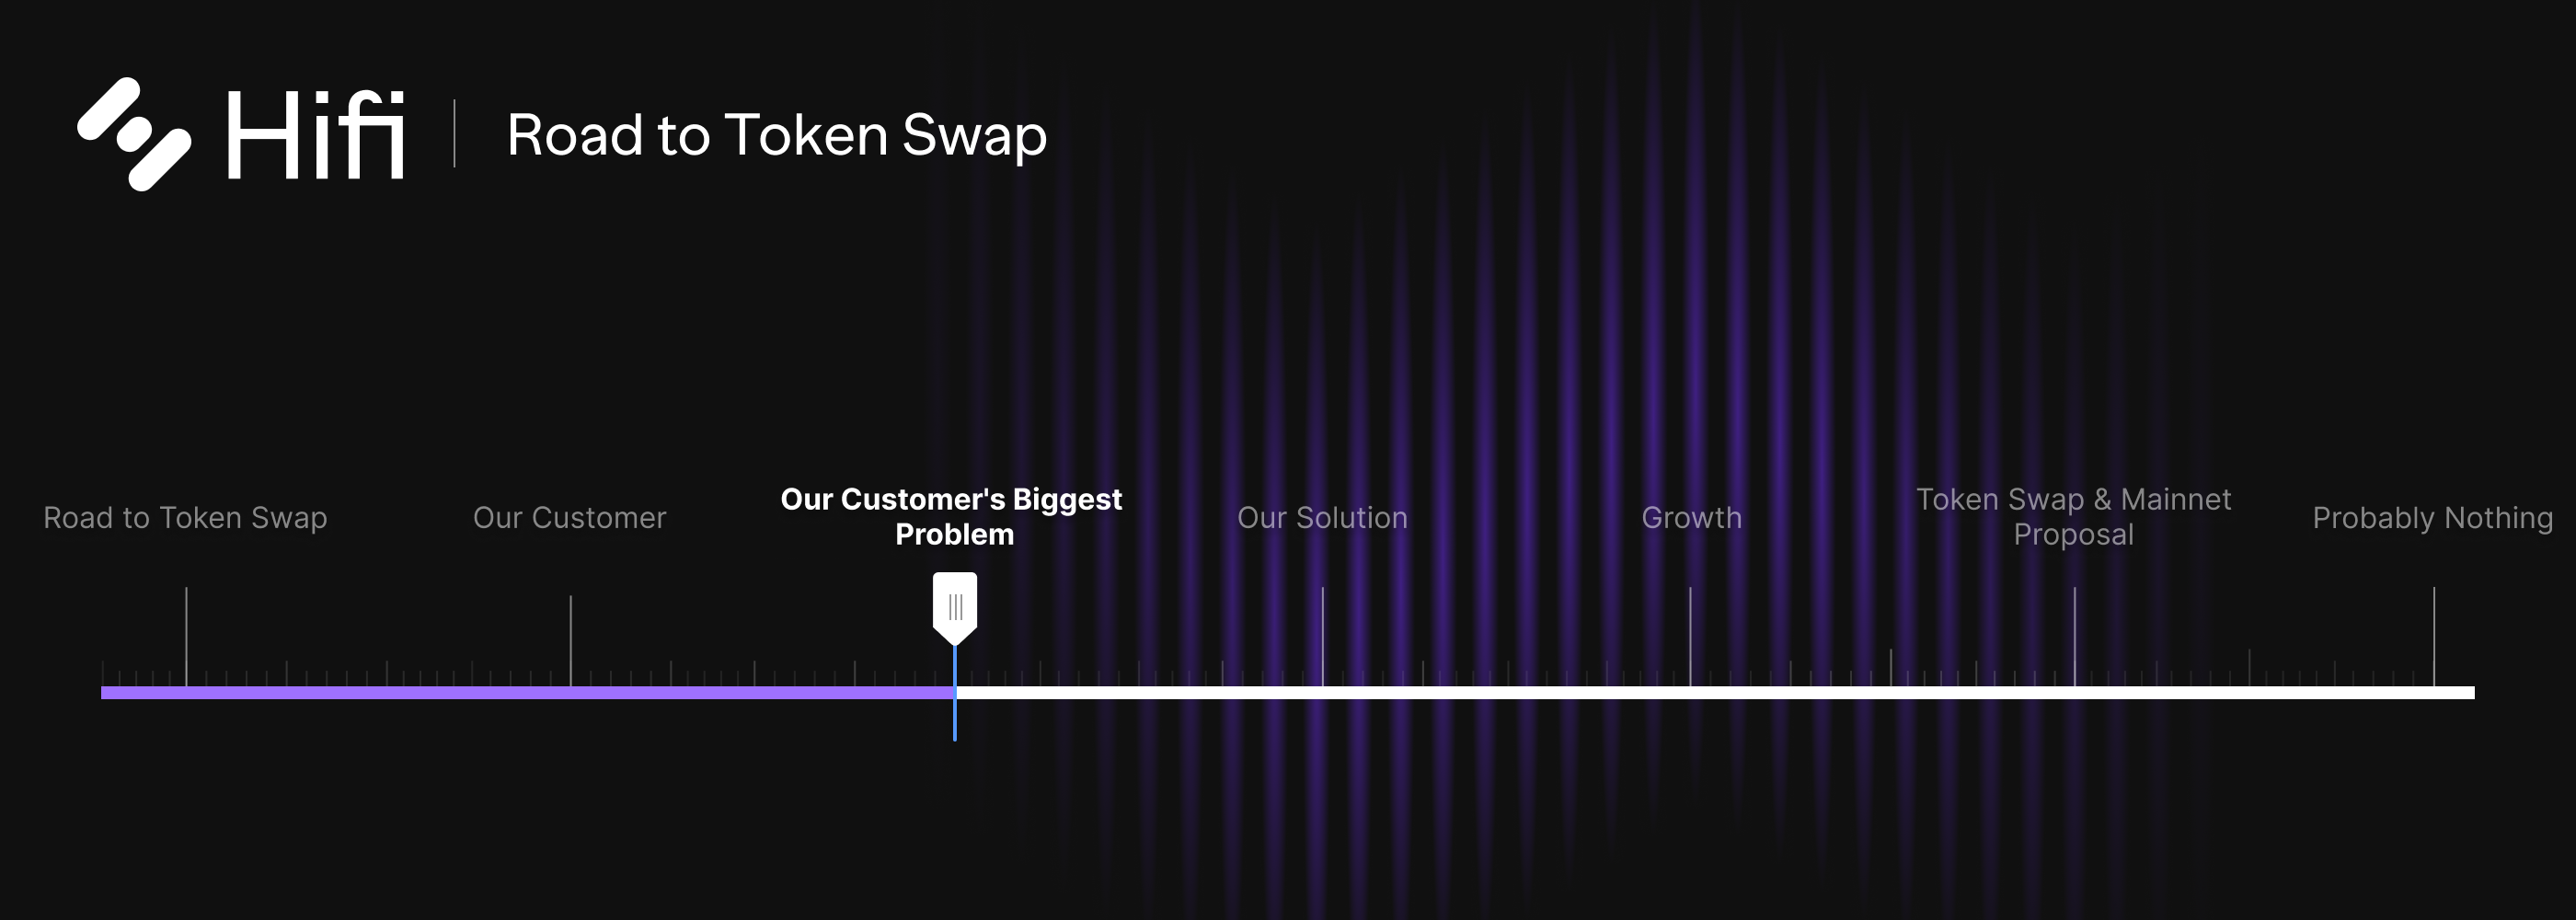 Hifi
Road to Token Swap
Road to Token Swap
Our Customer
Our Customer's Biggest
Problem
Our Solution
Growth
Token Swap & Mainnet
Proposal
Probably Nothing